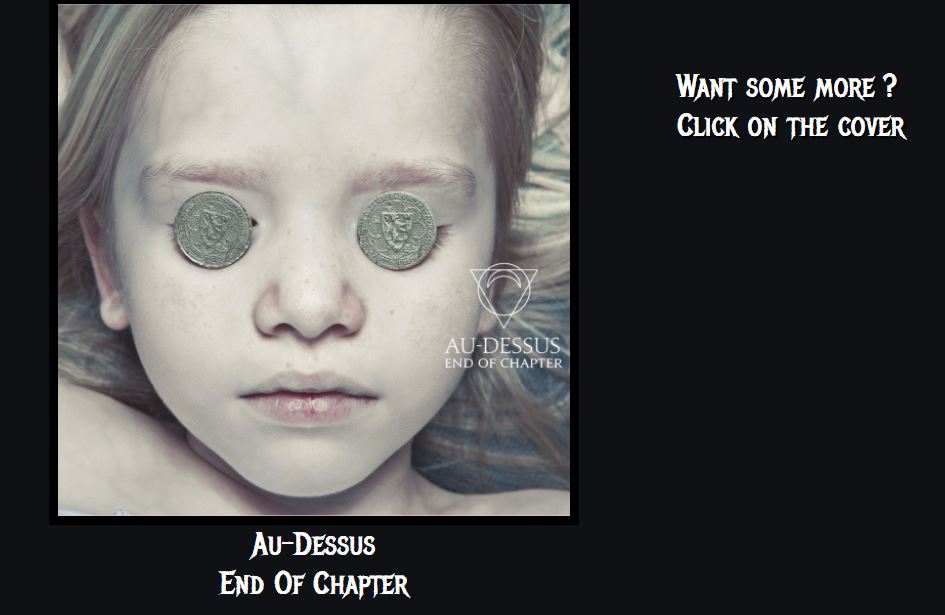 Want some more ?
Click on the cover
AU-DESSUS
END OF CHAPTER
Au-Dessus
End Of Chapter